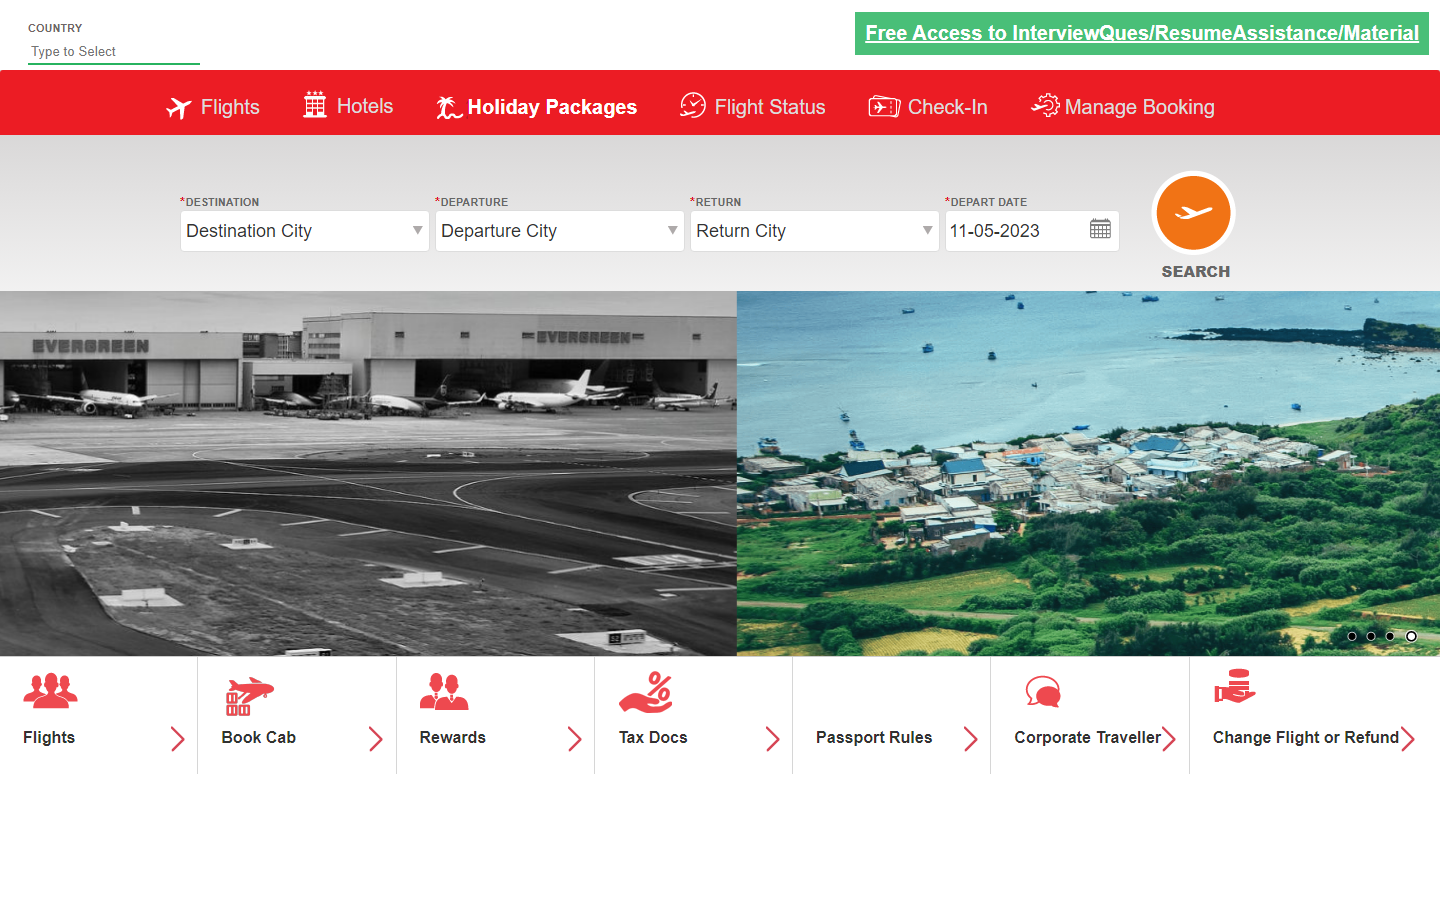 COUNTRY
Type to Select
Free Access to InterviewQues/ResumeAssistance/Material
Flights
Hotels
Holiday Packages
Flight Status
Check-In
Manage Booking
*DESTINATION
*DEPARTURE
*RETURN
*DEPART DATE
Destination City
Departure City
Return City
11-05-2023
SEARCH
EVERGREEN
EVERGREEN
Flights
Book Cab
Rewards
Tax Docs
Passport Rules
Corporate Traveller
Change Flight or Refund